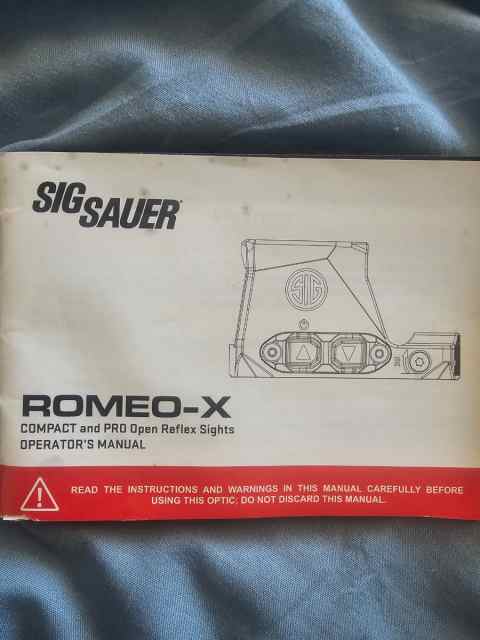 SIG SAUER
SIG
ROMEO-X
COMPACT and PRO Open Reflex Sights
OPERATOR'S MANUAL
READ THE INSTRUCTIONS AND WARNINGS IN THIS MANUAL CAREFULLY BEFORE
USING THIS OPTIC; DO NOT DISCARD THIS MANUAL.